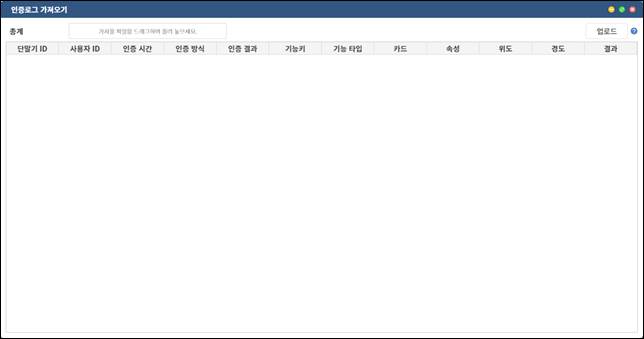 인증로그 가져오기
총계 가져올 파일을 드래그하여 올려 놓으세요. 업로드
단말기 ID 사용자 ID 인증 시간 인증 방식 인증 결과 기능키 기능 타입 카드 속성 위도 경도 결과